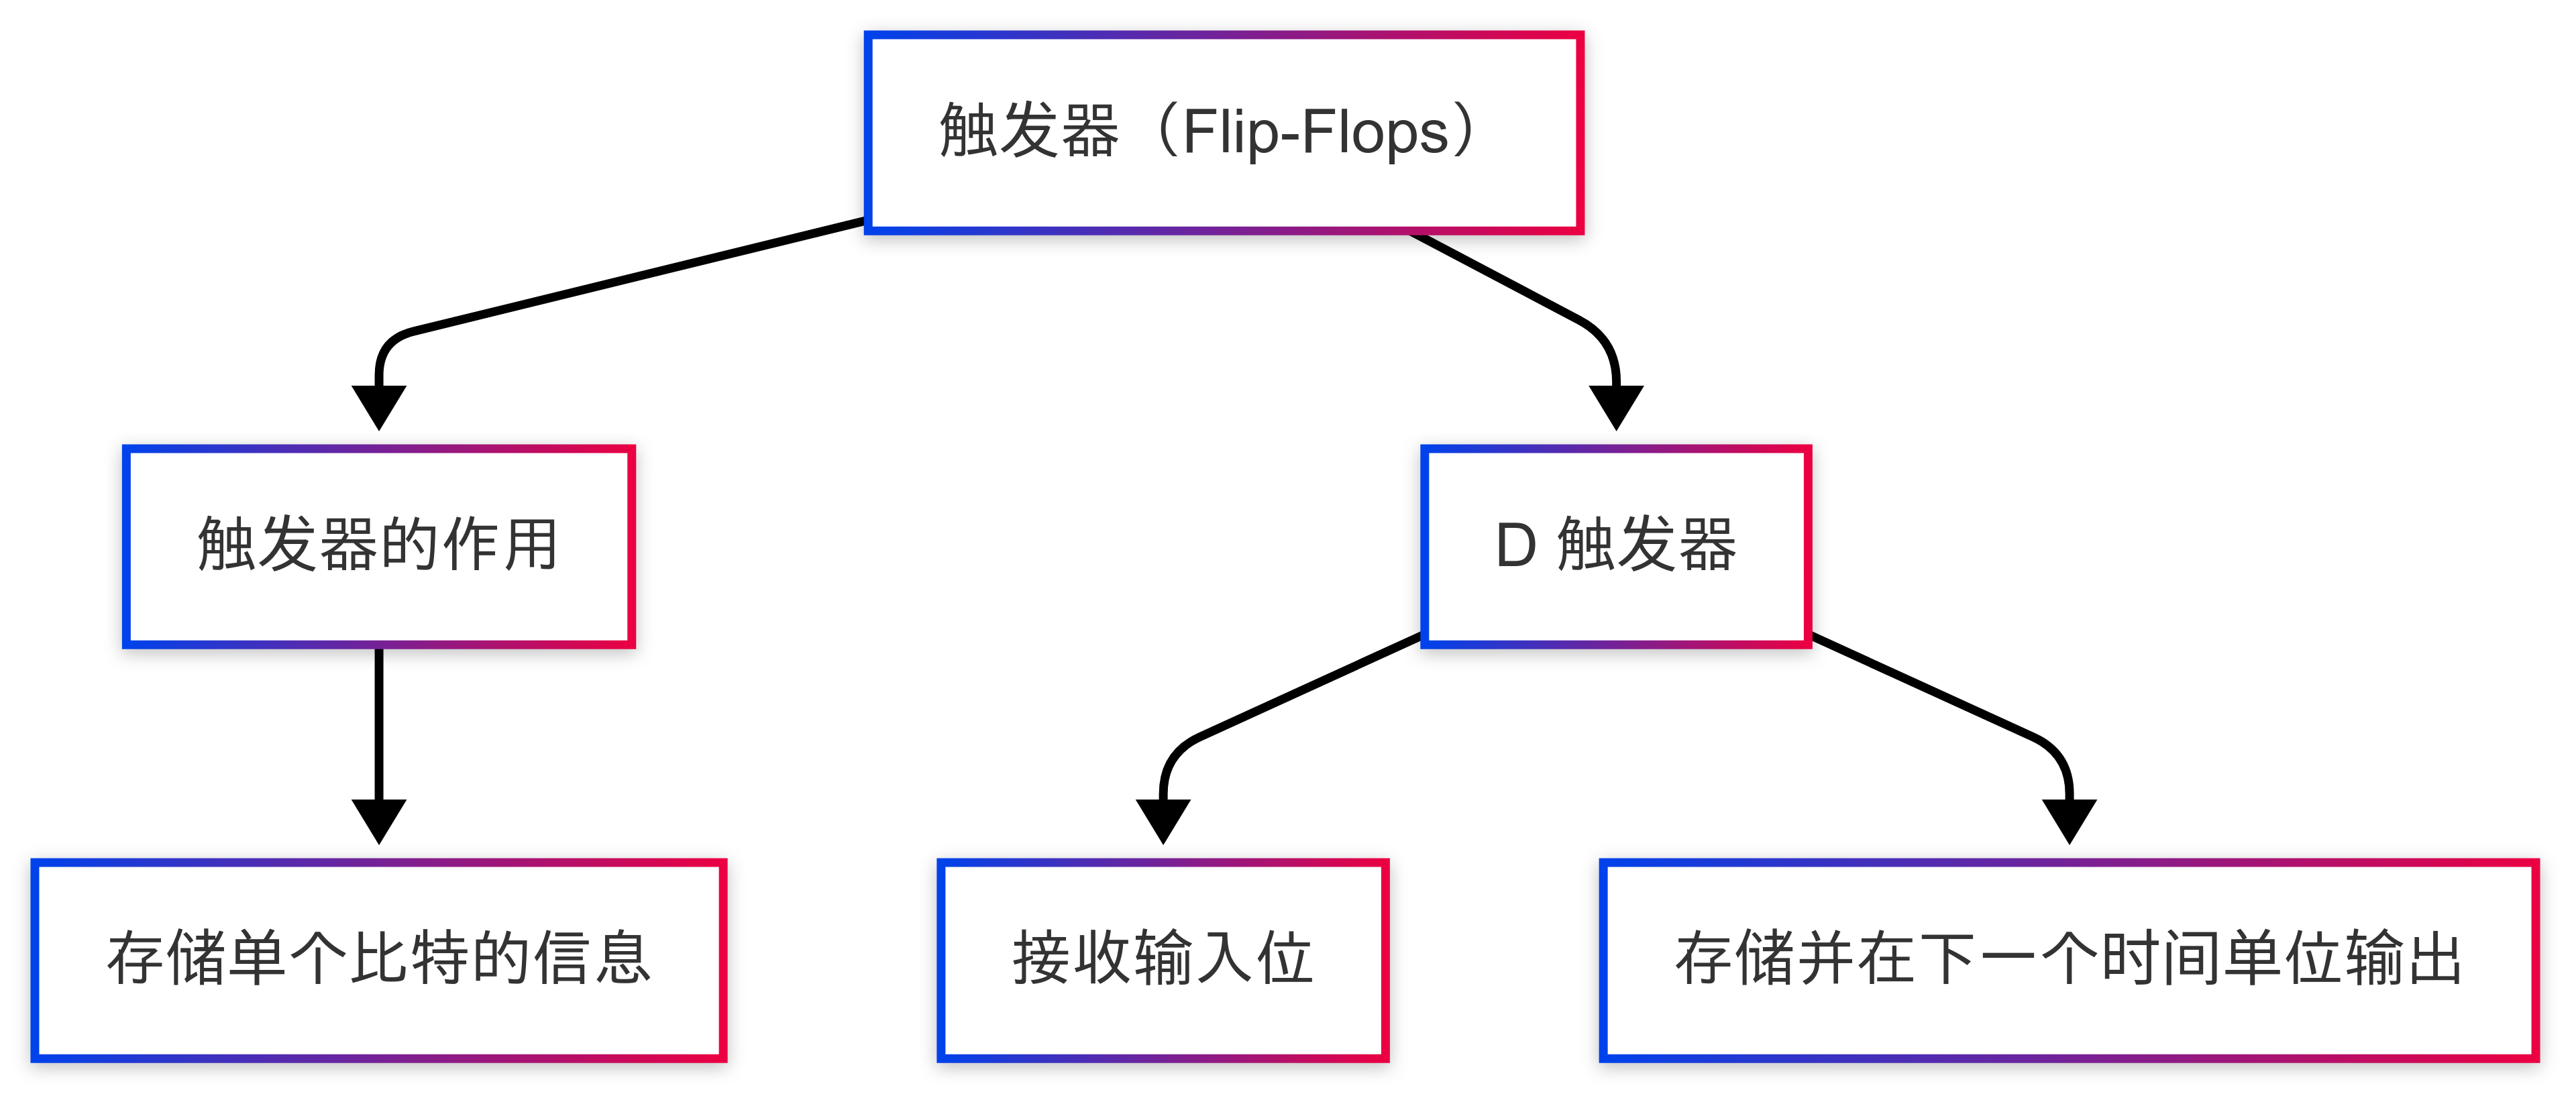 触发器（Flip-Flops）
触发器的作用
D 触发器
存储单个比特的信息
接收输入位
存储并在下一个时间单位输出